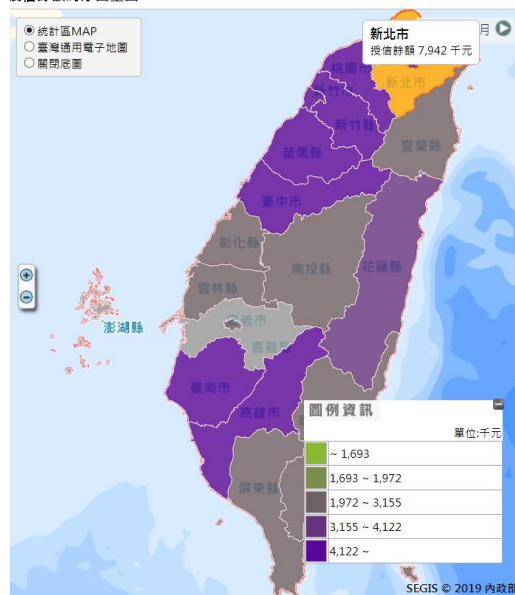 統計區MAP
臺灣通用電子地圖
關閉底圖
月
新北市
授信餘額 7,942 千元
桃園市
新北市
新竹市
新竹縣
宜蘭縣
苗栗縣
臺中市
彰化縣
南投縣
花蓮縣
雲林縣
澎湖縣
嘉義市
嘉義縣
臺南市
高雄市
屏東縣
圖例資訊
單位:千元
~ 1,693
1,693 ~ 1,972
1,972 ~ 3,155
3,155 ~ 4,122
4,122 ~
SEGIS © 2019 內政部